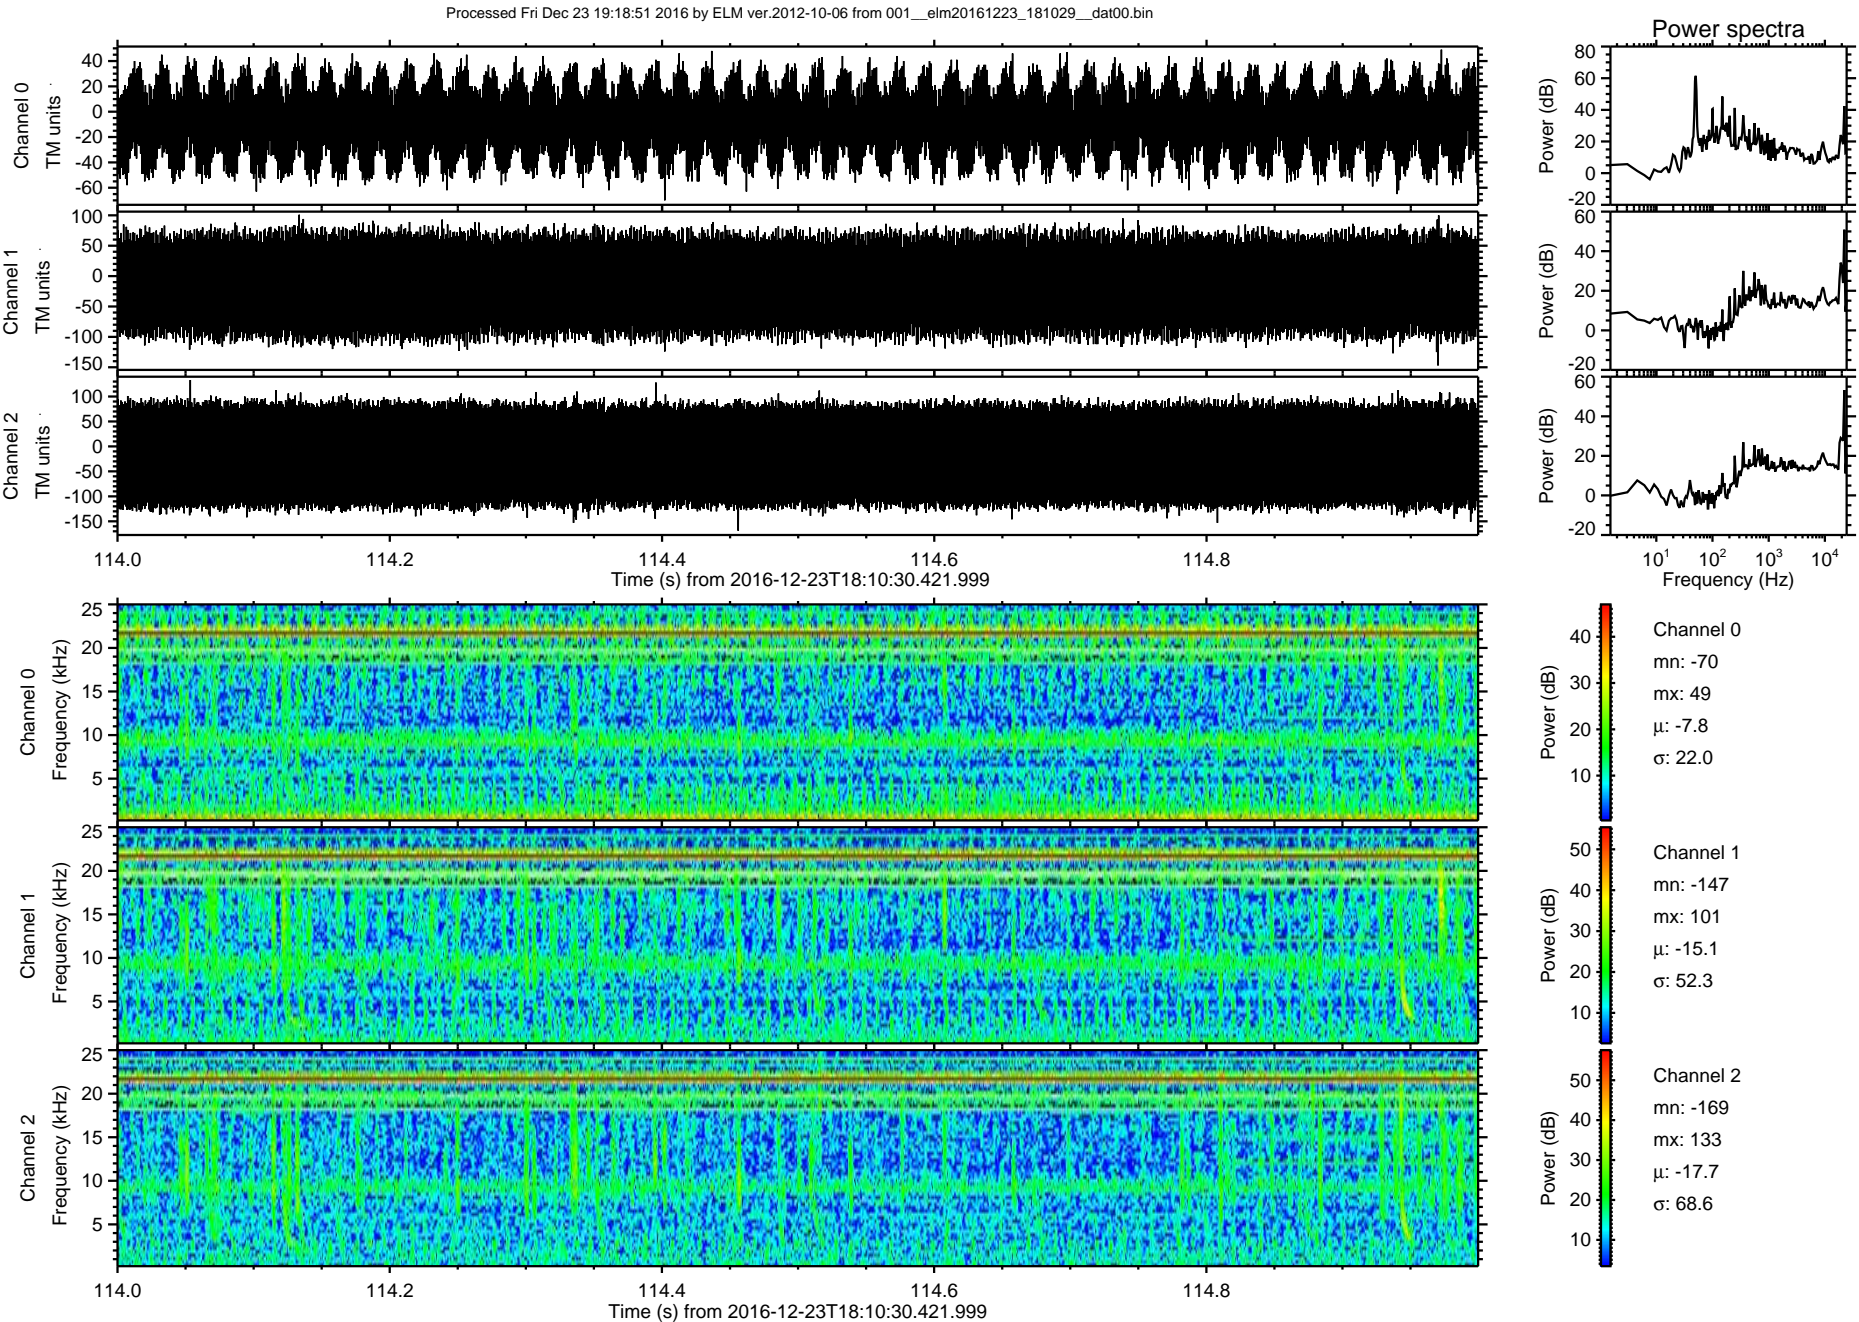 Processed Fri Dec 23 19:18:51 2016 by ELM ver.2012-10-06 from 001__elm20161223_181029__dat00.bin
Power spectra
Channel 0
TM units
40
20
0
-20
-40
-60
Power (dB)
80
60
40
20
0
-20
Channel 1
TM units
100
50
0
-50
-100
-150
Power (dB)
60
40
20
0
-20
Channel 2
TM units
100
50
0
-50
-100
-150
Power (dB)
60
40
20
0
-20
114.0 114.2 114.4 114.6 114.8
Time (s) from 2016-12-23T18:10:30.421.999
10^1 10^2 10^3 10^4
Frequency (Hz)
Channel 0
Frequency (kHz)
25
20
15
10
5
Power (dB)
40
30
20
10
Channel 0
mn: -70
mx: 49
μ: -7.8
σ: 22.0
Channel 1
Frequency (kHz)
25
20
15
10
5
Power (dB)
50
40
30
20
10
Channel 1
mn: -147
mx: 101
μ: -15.1
σ: 52.3
Channel 2
Frequency (kHz)
25
20
15
10
5
Power (dB)
50
40
30
20
10
Channel 2
mn: -169
mx: 133
μ: -17.7
σ: 68.6
114.0 114.2 114.4 114.6 114.8
Time (s) from 2016-12-23T18:10:30.421.999